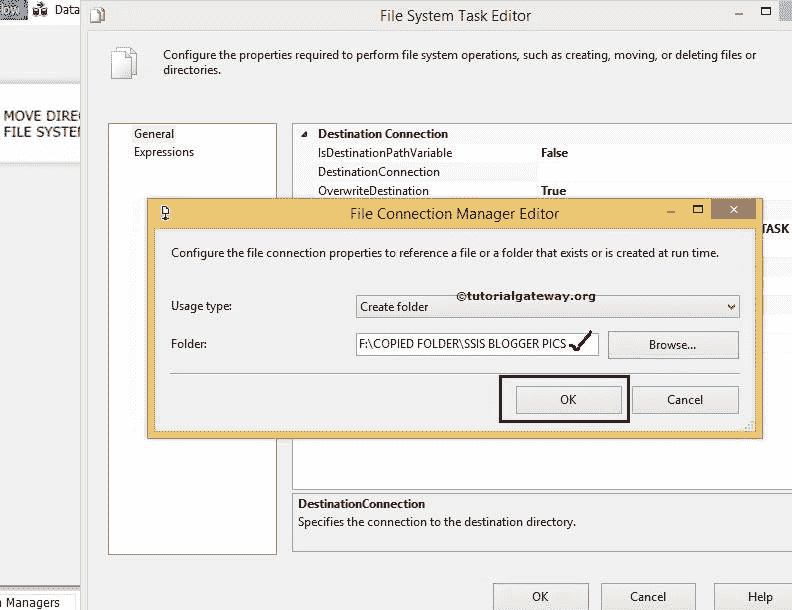 Data
File System Task Editor
Configure the properties required to perform file system operations, such as creating, moving, or deleting files or
directories.
MOVE DIRE
FILE SYSTEM
General
Expressions
Destination Connection
IsDestinationPathVariable False
DestinationConnection
OverwriteDestination True
TASK
File Connection Manager Editor
Configure the file connection properties to reference a file or a folder that exists or is created at run time.
©tutorialgateway.org
Usage type: Create folder
Folder: F:\COPIED FOLDER\SSIS BLOGGER PICS Browse...
OK Cancel
DestinationConnection
Specifies the connection to the destination directory.
Managers
OK Cancel Help